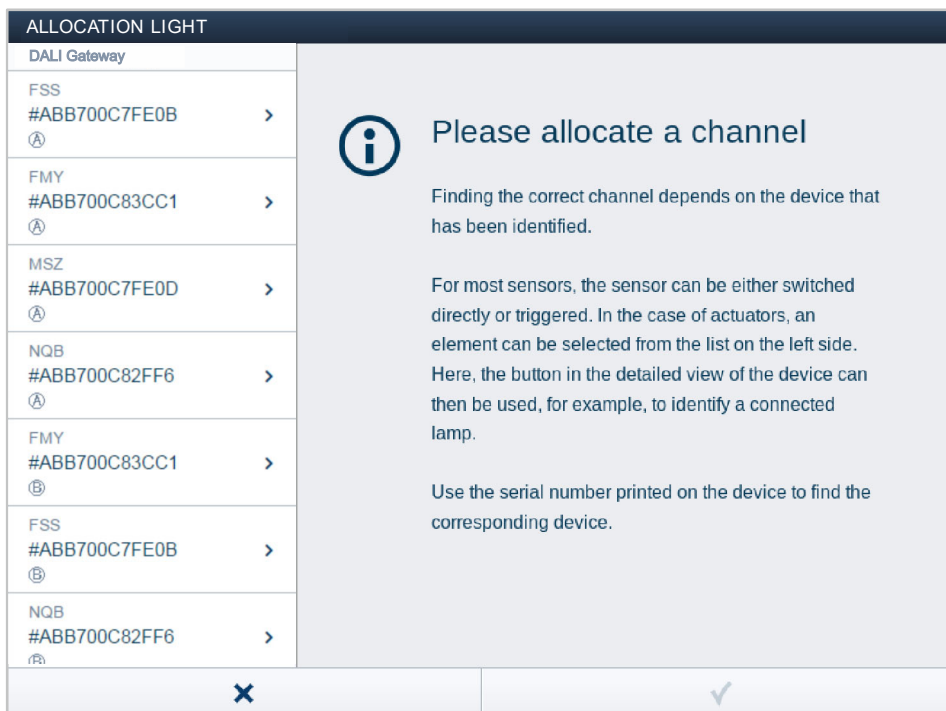 ALLOCATION LIGHT
DALI Gateway
FSS
#ABB700C7FE0B
Ⓐ
FMY
#ABB700C83CC1
Ⓐ
MSZ
#ABB700C7FE0D
Ⓐ
NQB
#ABB700C82FF6
Ⓐ
FMY
#ABB700C83CC1
Ⓑ
FSS
#ABB700C7FE0B
Ⓑ
NQB
#ABB700C82FF6
Ⓑ
Please allocate a channel
Finding the correct channel depends on the device that
has been identified.
For most sensors, the sensor can be either switched
directly or triggered. In the case of actuators, an
element can be selected from the list on the left side.
Here, the button in the detailed view of the device can
then be used, for example, to identify a connected
lamp.
Use the serial number printed on the device to find the
corresponding device.